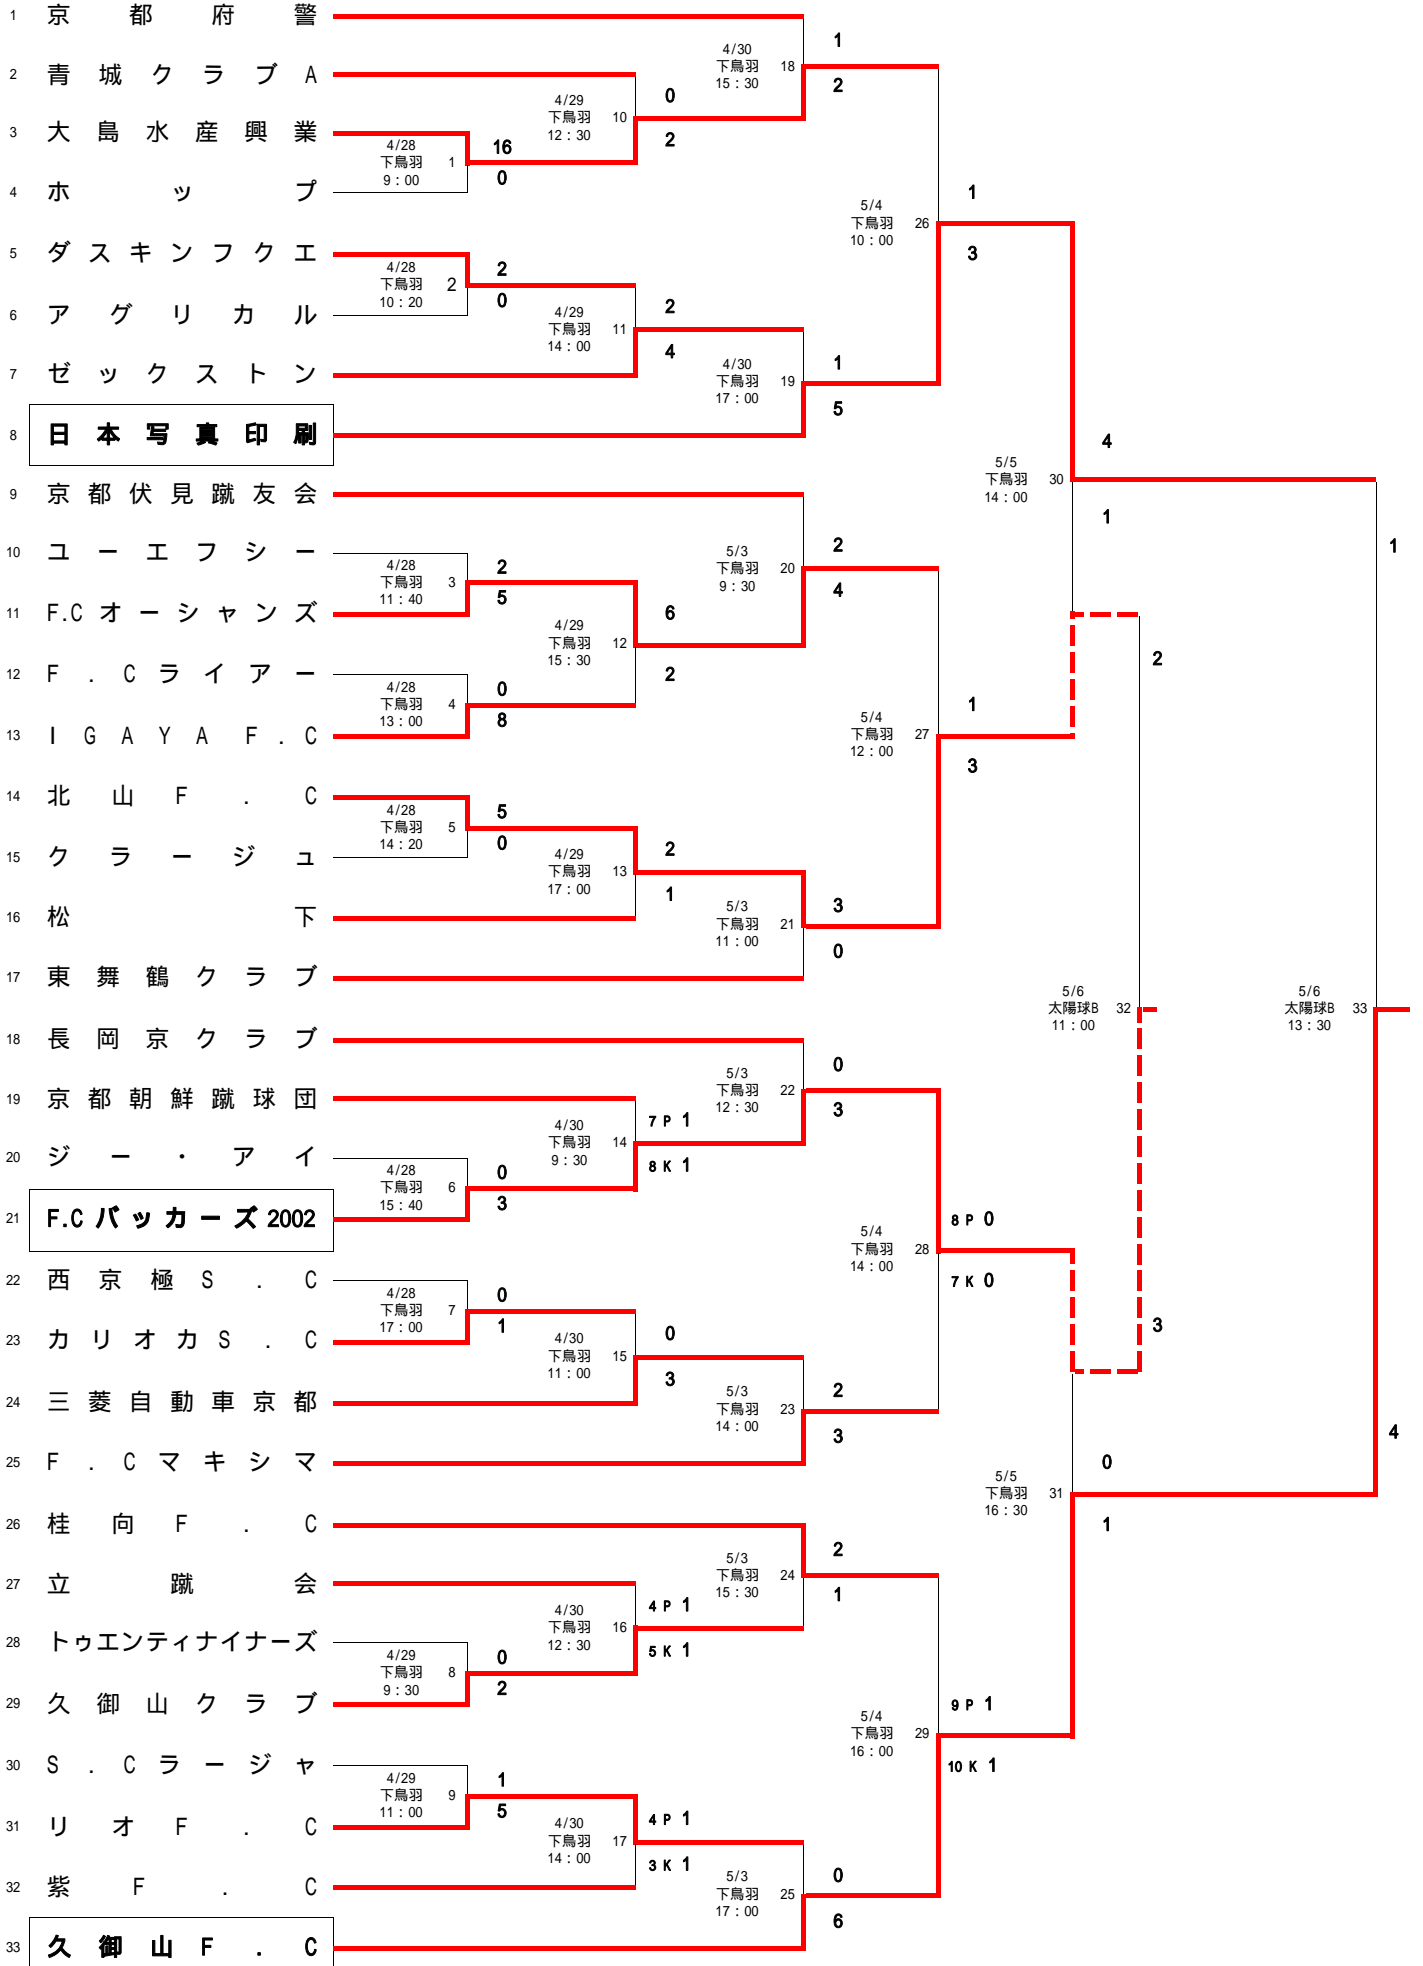 1 京都府警
2 青城クラブA
3 大島水産興業
4 ホップ
5 ダスキンフクエ
6 アグリカル
7 ゼックストン
8 日本写真印刷
9 京都伏見蹴友会
10 ユーエフシー
11 F.Cオーシャンズ
12 F.Cライアー
13 IGAYA F.C
14 北山F.C
15 クラージュ
16 松下
17 東舞鶴クラブ
18 長岡京クラブ
19 京都朝鮮蹴球団
20 ジー・アイ
21 F.Cバッカーズ2002
22 西京極S.C
23 カリオカS.C
24 三菱自動車京都
25 F.Cマキシマ
26 桂向F.C
27 立蹴会
28 トゥエンティナイナーズ
29 久御山クラブ
30 S.Cラージャ
31 リオF.C
32 紫F.C
33 久御山F.C
4/28
下鳥羽 1
9:00
16
0
4/28
下鳥羽 2
10:20
2
0
4/28
下鳥羽 3
11:40
2
5
4/28
下鳥羽 4
13:00
0
8
4/28
下鳥羽 5
14:20
5
0
4/28
下鳥羽 6
15:40
0
3
4/28
下鳥羽 7
17:00
0
1
4/29
下鳥羽 8
9:30
0
2
4/29
下鳥羽 9
11:00
1
5
4/29
下鳥羽 10
12:30
0
2
4/29
下鳥羽 11
14:00
2
4
4/29
下鳥羽 12
15:30
6
2
4/29
下鳥羽 13
17:00
2
1
4/30
下鳥羽 14
9:30
7 P 1
8 K 1
4/30
下鳥羽 15
11:00
0
3
4/30
下鳥羽 16
12:30
4 P 1
5 K 1
4/30
下鳥羽 17
14:00
4 P 1
3 K 1
4/30
下鳥羽 18
15:30
1
2
4/30
下鳥羽 19
17:00
1
5
5/3
下鳥羽 20
9:30
2
4
5/3
下鳥羽 21
11:00
3
0
5/3
下鳥羽 22
12:30
0
3
5/3
下鳥羽 23
14:00
2
3
5/3
下鳥羽 24
15:30
2
1
5/3
下鳥羽 25
17:00
0
6
5/4
下鳥羽 26
10:00
1
3
5/4
下鳥羽 27
12:00
1
3
5/4
下鳥羽 28
14:00
8 P 0
7 K 0
5/4
下鳥羽 29
16:00
9 P 1
10 K 1
5/5
下鳥羽 30
14:00
4
1
5/5
下鳥羽 31
16:30
0
1
5/6
太陽球B 32
11:00
2
3
5/6
太陽球B 33
13:30
1
4